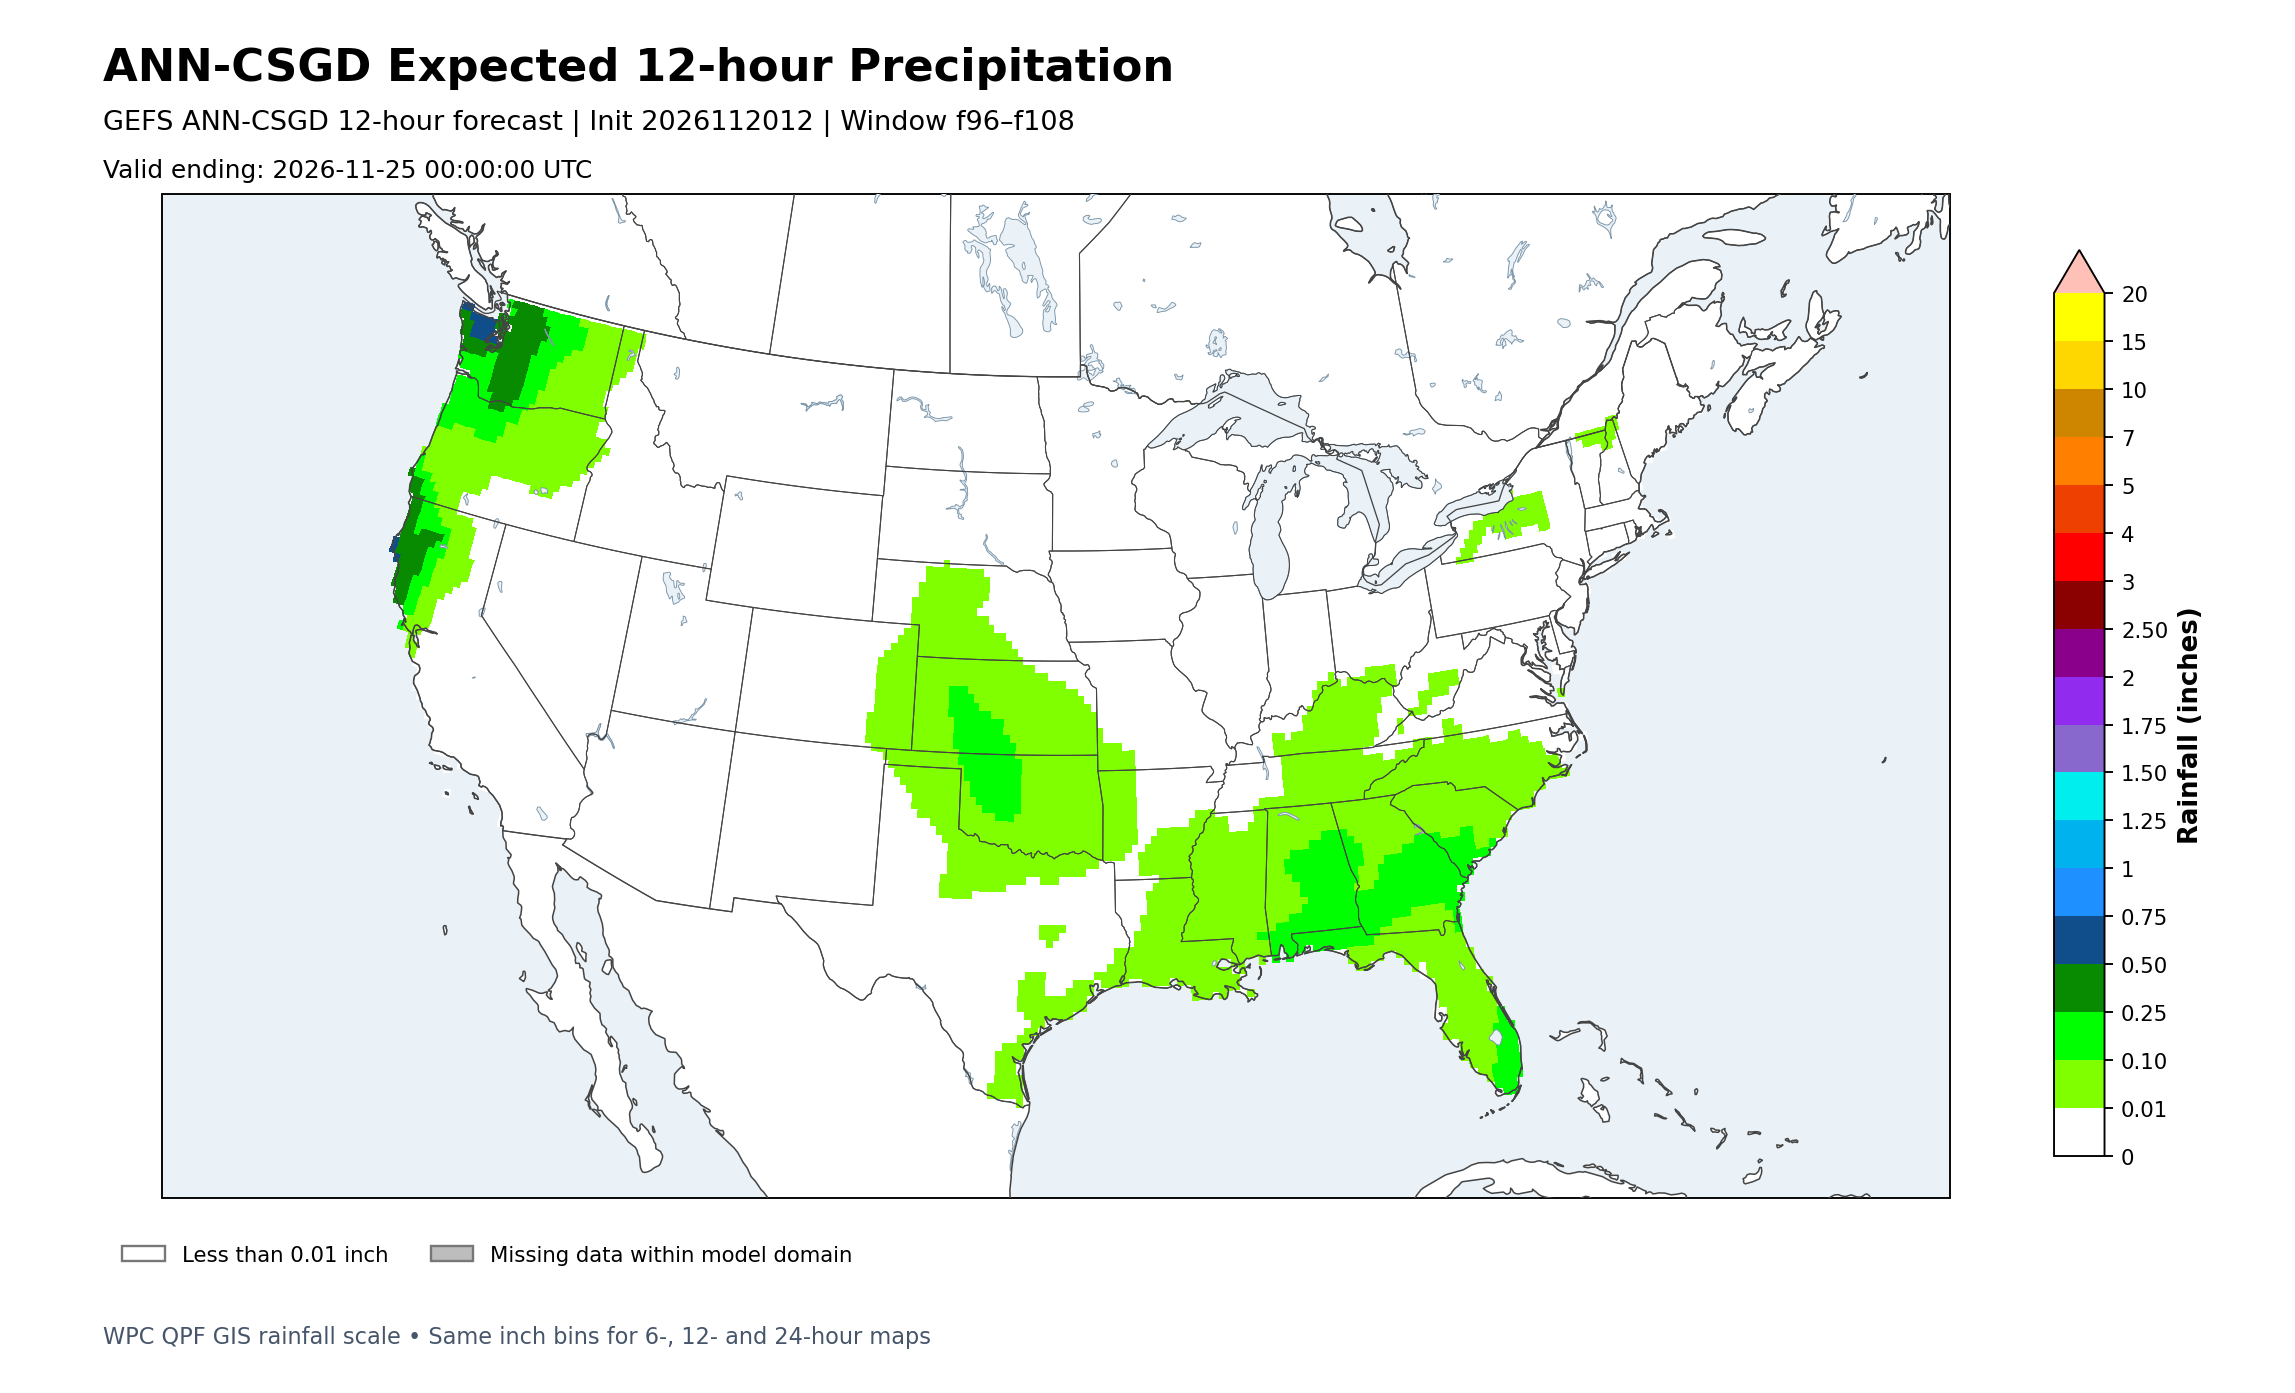 ANN-CSGD Expected 12-hour Precipitation
GEFS ANN-CSGD 12-hour forecast | Init 2026112012 | Window f96–f108
Valid ending: 2026-11-25 00:00:00 UTC
20
15
10
7
5
4
3
2.50
2
1.75
1.50
1.25
1
0.75
0.50
0.25
0.10
0.01
0
Rainfall (inches)
Less than 0.01 inch
Missing data within model domain
WPC QPF GIS rainfall scale • Same inch bins for 6-, 12- and 24-hour maps